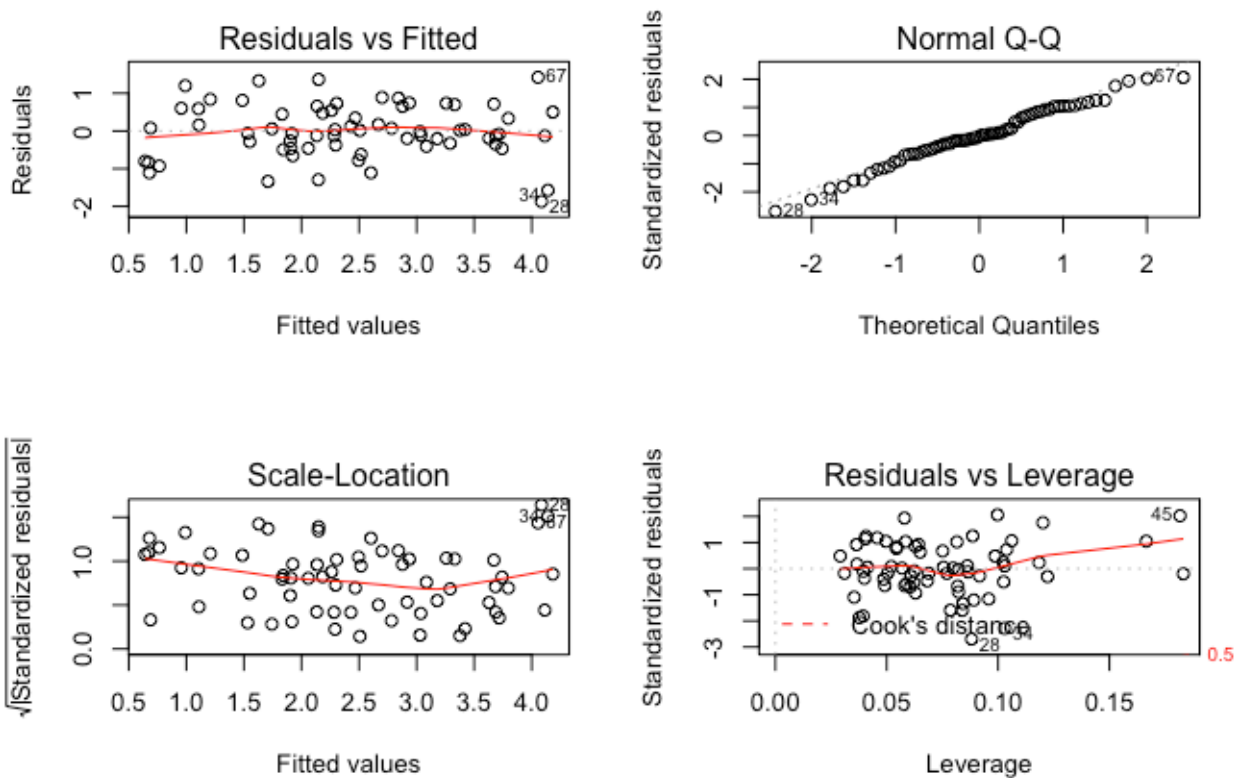 Residuals vs Fitted
Residuals
1
0
-2
67
34
28
0.5 1.0 1.5 2.0 2.5 3.0 3.5 4.0
Fitted values
Normal Q-Q
Standardized residuals
2
0
-2
67
34
28
-2 -1 0 1 2
Theoretical Quantiles
Scale-Location
√|Standardized residuals|
1.0
0.0
28
34
67
0.5 1.0 1.5 2.0 2.5 3.0 3.5 4.0
Fitted values
Residuals vs Leverage
Standardized residuals
1
-1
-3
45
Cook's distance
34
28
0.5
0.00 0.05 0.10 0.15
Leverage